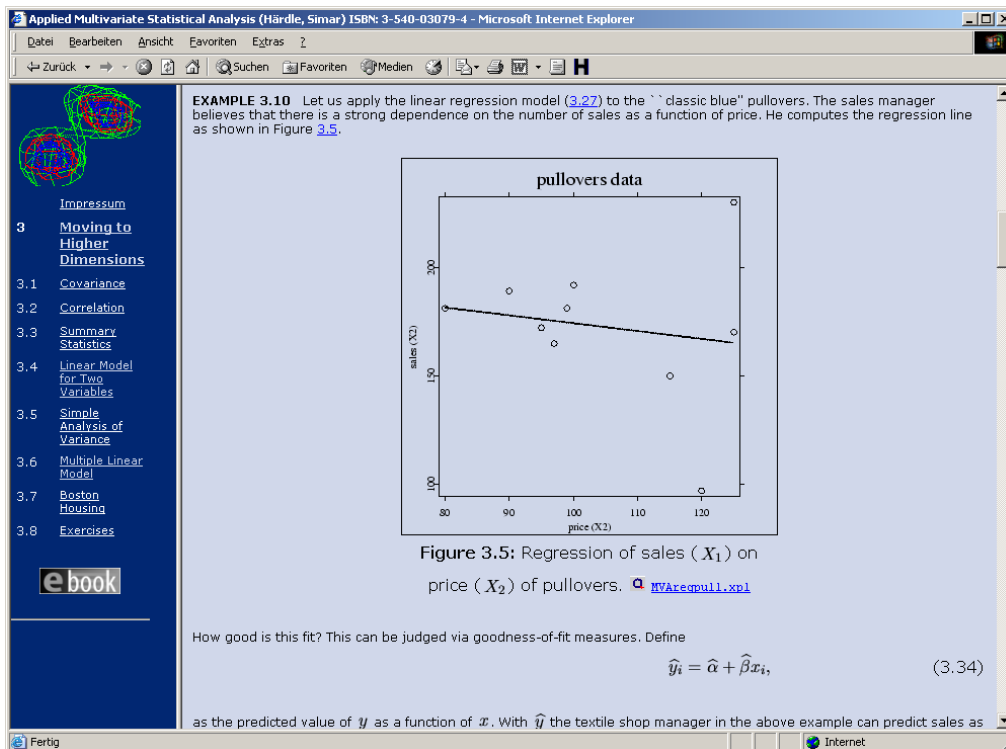 Applied Multivariate Statistical Analysis (Härdle, Simar) ISBN: 3-540-03079-4 - Microsoft Internet Explorer
Datei Bearbeiten Ansicht Favoriten Extras ?
Zurück Suchen Favoriten Medien W H
EXAMPLE 3.10 Let us apply the linear regression model (3.27) to the ``classic blue'' pullovers. The sales manager
believes that there is a strong dependence on the number of sales as a function of price. He computes the regression line
as shown in Figure 3.5.
Impressum
3 Moving to
Higher
Dimensions
3.1 Covariance
3.2 Correlation
3.3 Summary
Statistics
3.4 Linear Model
for Two
Variables
3.5 Simple
Analysis of
Variance
3.6 Multiple Linear
Model
3.7 Boston
Housing
3.8 Exercises
e book
pullovers data
200
150
100
sales (X2)
80 90 100 110 120
price (X2)
Figure 3.5: Regression of sales (X₁) on
price (X₂) of pullovers. MVAregpull.xpl
How good is this fit? This can be judged via goodness-of-fit measures. Define
ŷᵢ = α̂ + β̂xᵢ, (3.34)
as the predicted value of y as a function of x. With ŷ the textile shop manager in the above example can predict sales as
Fertig Internet